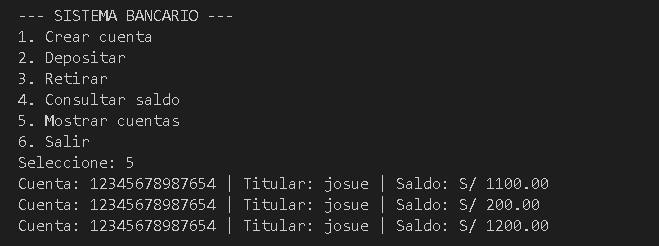 --- SISTEMA BANCARIO ---
1. Crear cuenta
2. Depositar
3. Retirar
4. Consultar saldo
5. Mostrar cuentas
6. Salir
Seleccione: 5
Cuenta: 12345678987654 | Titular: josue | Saldo: S/ 1100.00
Cuenta: 12345678987654 | Titular: josue | Saldo: S/ 200.00
Cuenta: 12345678987654 | Titular: josue | Saldo: S/ 1200.00